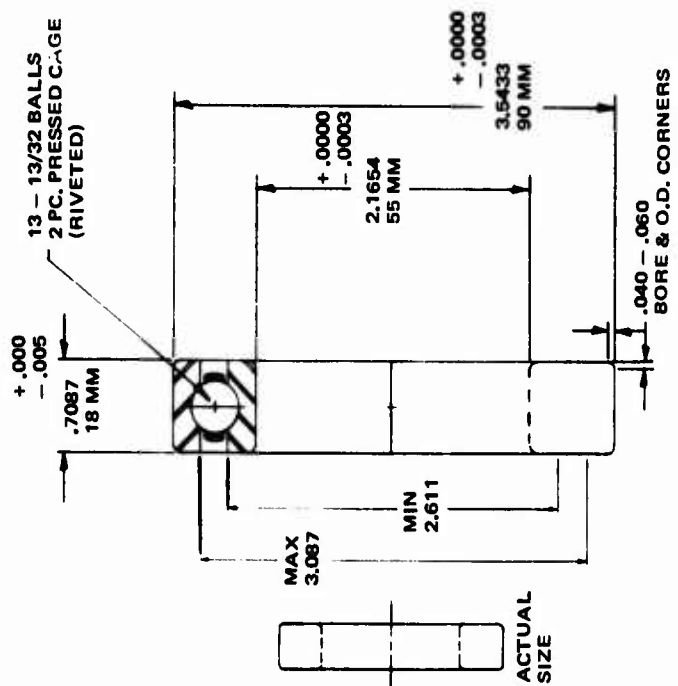 13 – 13/32 BALLS
2 PC. PRESSED CAGE
(RIVETED)
+.000
–.005
.7087
18 MM
+.0000
–.0003
2.1654
55 MM
+.0000
–.0003
3.5433
90 MM
MAX
3.087
MIN
2.611
.040 – .060
BORE & O.D. CORNERS
ACTUAL
SIZE